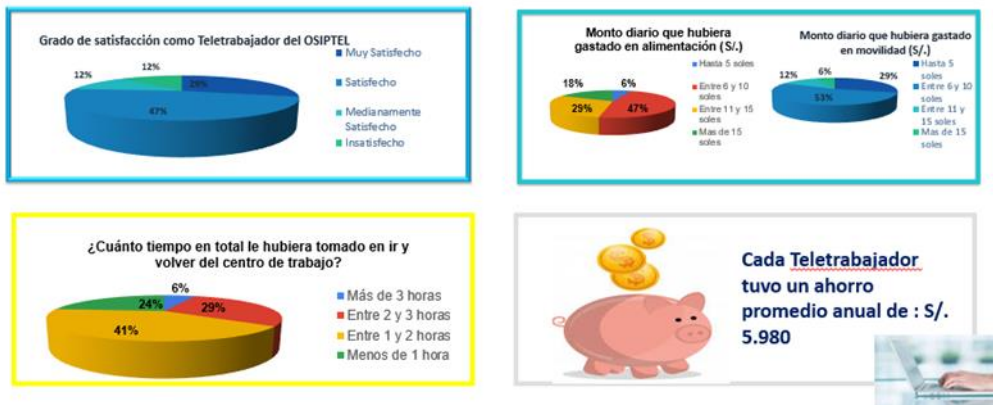 Grado de satisfacción como Teletrabajador del OSIPTEL
12%
12%
29%
47%
Muy Satisfecho
Satisfecho
Medianamente
Satisfecho
Insatisfecho
Monto diario que hubiera
gastado en alimentación (S/.)
18%
6%
29%
47%
Hasta 5 soles
Entre 6 y 10
soles
Entre 11 y 15
soles
Mas de 15
soles
Monto diario que hubiera gastado
en movilidad (S/.)
12%
6%
29%
53%
Hasta 5
soles
Entre 6 y 10
soles
Entre 11 y
15 soles
Mas de 15
soles
¿Cuánto tiempo en total le hubiera tomado en ir y
volver del centro de trabajo?
6%
24%
29%
41%
Más de 3 horas
Entre 2 y 3 horas
Entre 1 y 2 horas
Menos de 1 hora
Cada Teletrabajador
tuvo un ahorro
promedio anual de : S/.
5.980